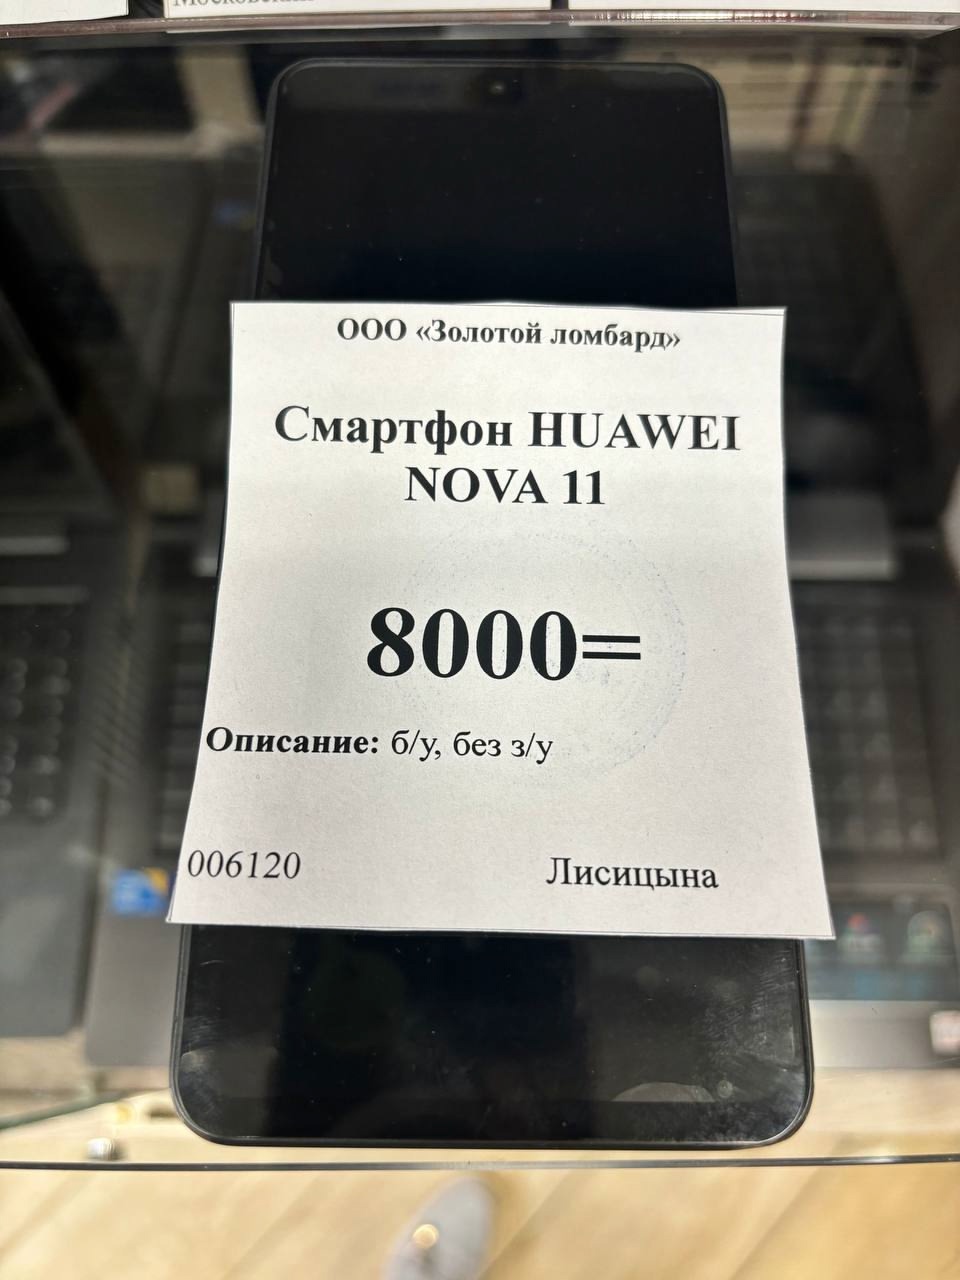 ООО «Золотой ломбард»
Смартфон HUAWEI
NOVA 11
8000=
Описание: б/у, без з/у
006120
Лисицына